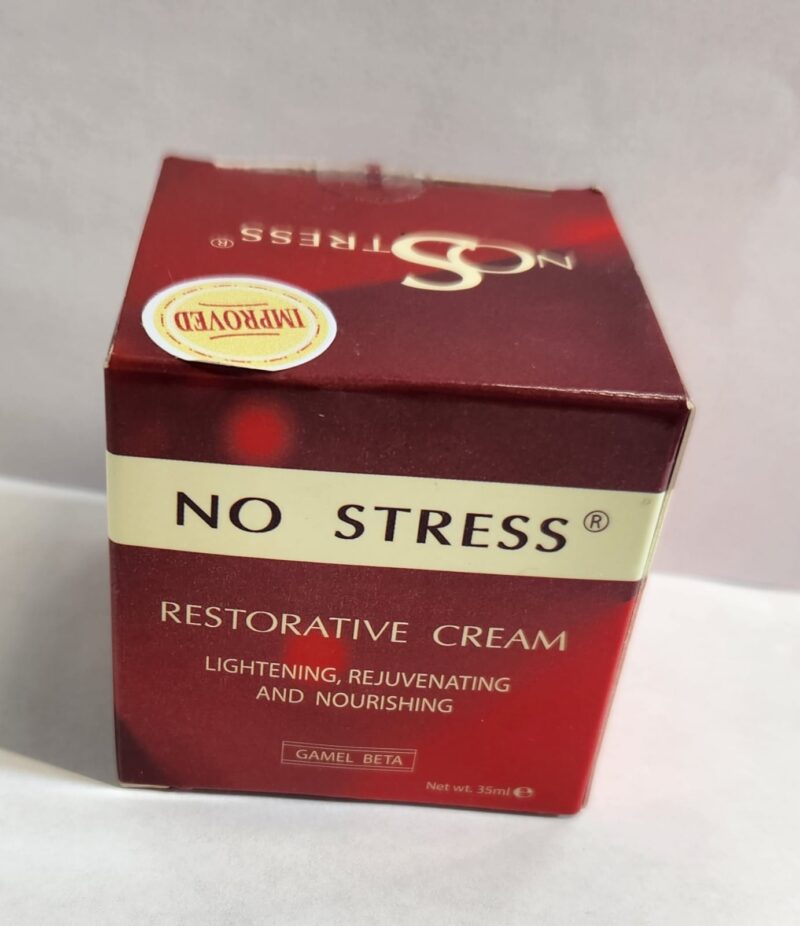 NO STRESS®
IMPROVED
NO STRESS®
RESTORATIVE CREAM
LIGHTENING, REJUVENATING
AND NOURISHING
GAMEL BETA
Net wt. 35ml ℮